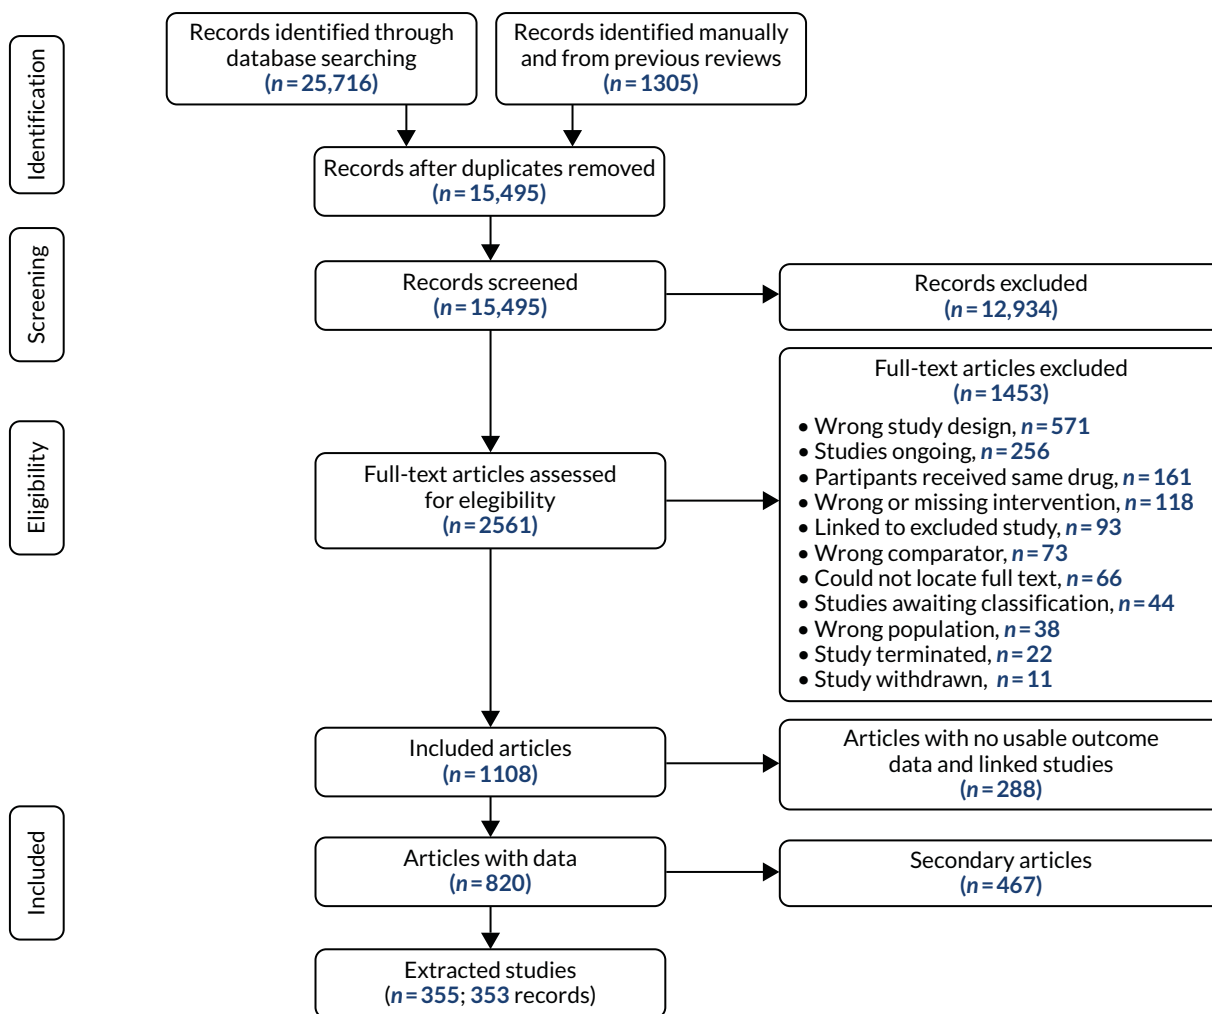 Identification
Records identified through
database searching
(n=25,716)
Records identified manually
and from previous reviews
(n=1305)
Records after duplicates removed
(n=15,495)
Screening
Records screened
(n=15,495)
Records excluded
(n=12,934)
Eligibility
Full-text articles assessed
for elegibility
(n=2561)
Full-text articles excluded
(n=1453)
• Wrong study design, n=571
• Studies ongoing, n=256
• Partipants received same drug, n=161
• Wrong or missing intervention, n=118
• Linked to excluded study, n=93
• Wrong comparator, n=73
• Could not locate full text, n=66
• Studies awaiting classification, n=44
• Wrong population, n=38
• Study terminated, n=22
• Study withdrawn, n=11
Included articles
(n=1108)
Articles with no usable outcome
data and linked studies
(n=288)
Included
Articles with data
(n=820)
Secondary articles
(n=467)
Extracted studies
(n=355; 353 records)